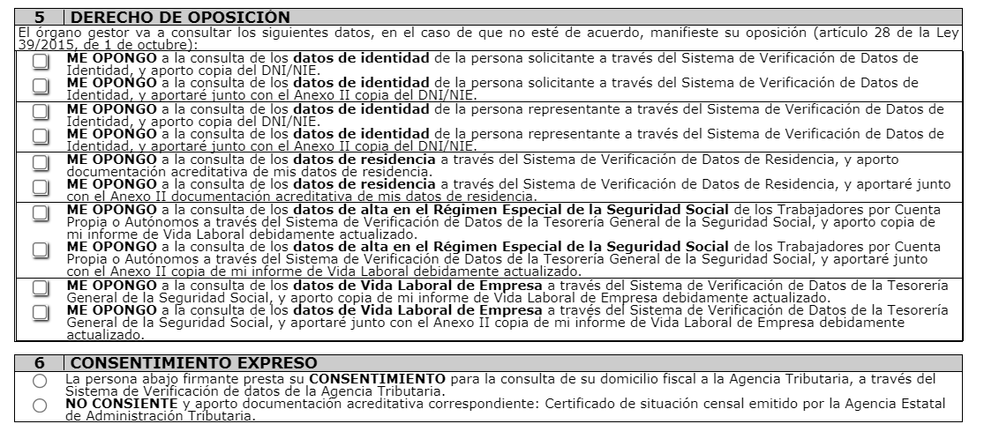 5 DERECHO DE OPOSICIÓN
El órgano gestor va a consultar los siguientes datos, en el caso de que no esté de acuerdo, manifieste su oposición (artículo 28 de la Ley
39/2015, de 1 de octubre):
ME OPONGO a la consulta de los datos de identidad de la persona solicitante a través del Sistema de Verificación de Datos de
Identidad, y aporto copia del DNI/NIE.
ME OPONGO a la consulta de los datos de identidad de la persona solicitante a través del Sistema de Verificación de Datos de
Identidad, y aportaré junto con el Anexo II copia del DNI/NIE.
ME OPONGO a la consulta de los datos de identidad de la persona representante a través del Sistema de Verificación de Datos de
Identidad, y aporto copia del DNI/NIE.
ME OPONGO a la consulta de los datos de identidad de la persona representante a través del Sistema de Verificación de Datos de
Identidad, y aportaré junto con el Anexo II copia del DNI/NIE.
ME OPONGO a la consulta de los datos de residencia a través del Sistema de Verificación de Datos de Residencia, y aporto
documentación acreditativa de mis datos de residencia.
ME OPONGO a la consulta de los datos de residencia a través del Sistema de Verificación de Datos de Residencia, y aportaré junto
con el Anexo II documentación acreditativa de mis datos de residencia.
ME OPONGO a la consulta de los datos de alta en el Régimen Especial de la Seguridad Social de los Trabajadores por Cuenta
Propia o Autónomos a través del Sistema de Verificación de Datos de la Tesorería General de la Seguridad Social, y aporto copia de
mi informe de Vida Laboral debidamente actualizado.
ME OPONGO a la consulta de los datos de alta en el Régimen Especial de la Seguridad Social de los Trabajadores por Cuenta
Propia o Autónomos a través del Sistema de Verificación de Datos de la Tesorería General de la Seguridad Social, y aportaré junto
con el Anexo II copia de mi informe de Vida Laboral debidamente actualizado.
ME OPONGO a la consulta de los datos de Vida Laboral de Empresa a través del Sistema de Verificación de Datos de la Tesorería
General de la Seguridad Social, y aporto copia de mi informe de Vida Laboral de Empresa debidamente actualizado.
ME OPONGO a la consulta de los datos de Vida Laboral de Empresa a través del Sistema de Verificación de Datos de la Tesorería
General de la Seguridad Social, y aportaré junto con el Anexo II copia de mi informe de Vida Laboral de Empresa debidamente
actualizado.
6 CONSENTIMIENTO EXPRESO
La persona abajo firmante presta su CONSENTIMIENTO para la consulta de su domicilio fiscal a la Agencia Tributaria, a través del
Sistema de Verificación de datos de la Agencia Tributaria.
NO CONSIENTE y aporto documentación acreditativa correspondiente: Certificado de situación censal emitido por la Agencia Estatal
de Administración Tributaria.